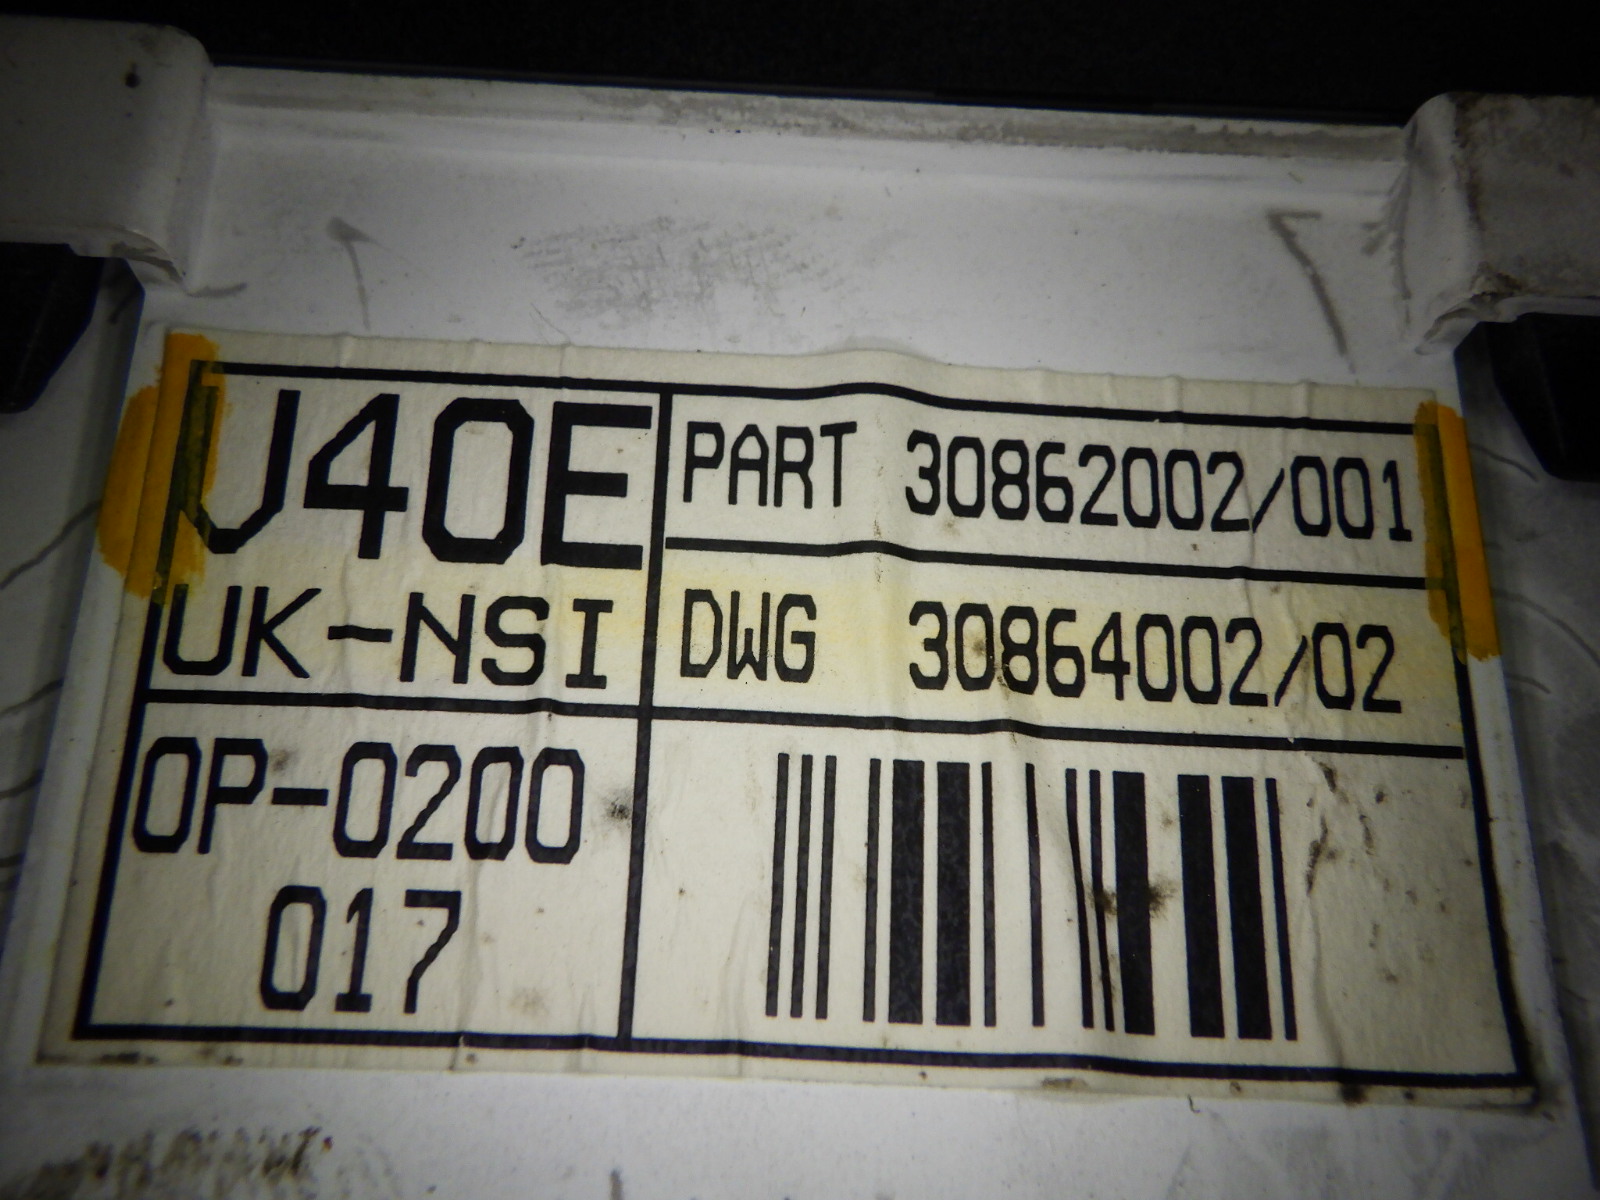 V40E
UK-NSI
PART 30862002/001
DWG 30864002/02
OP-0200
017